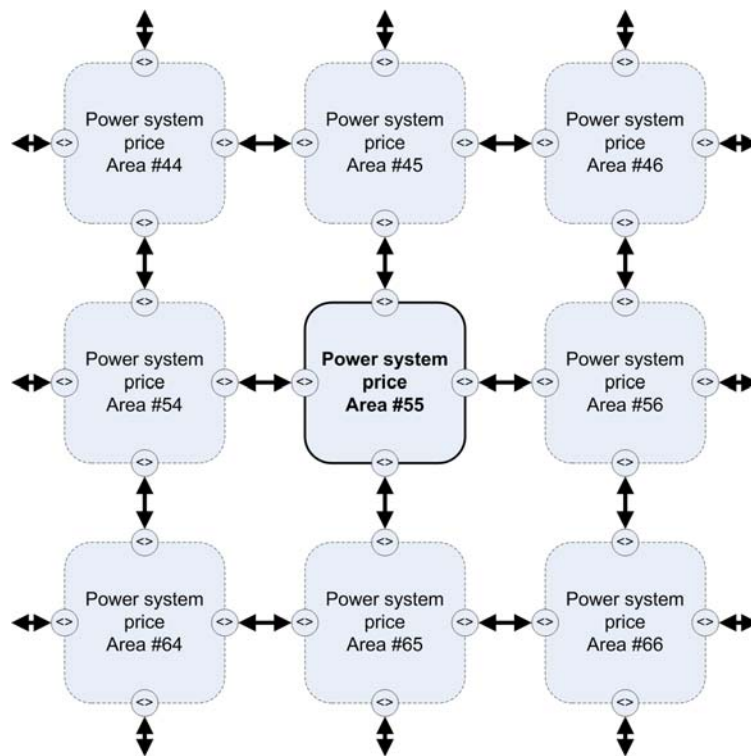 <>
<>
<>
Power system
price
Area #44
Power system
price
Area #45
Power system
price
Area #46
<>
<>
<>
<>
<>
<>
<>
<>
<>
<>
<>
<>
Power system
price
Area #54
Power system
price
Area #55
Power system
price
Area #56
<>
<>
<>
<>
<>
<>
<>
<>
<>
<>
<>
<>
Power system
price
Area #64
Power system
price
Area #65
Power system
price
Area #66
<>
<>
<>
<>
<>
<>
<>
<>
<>